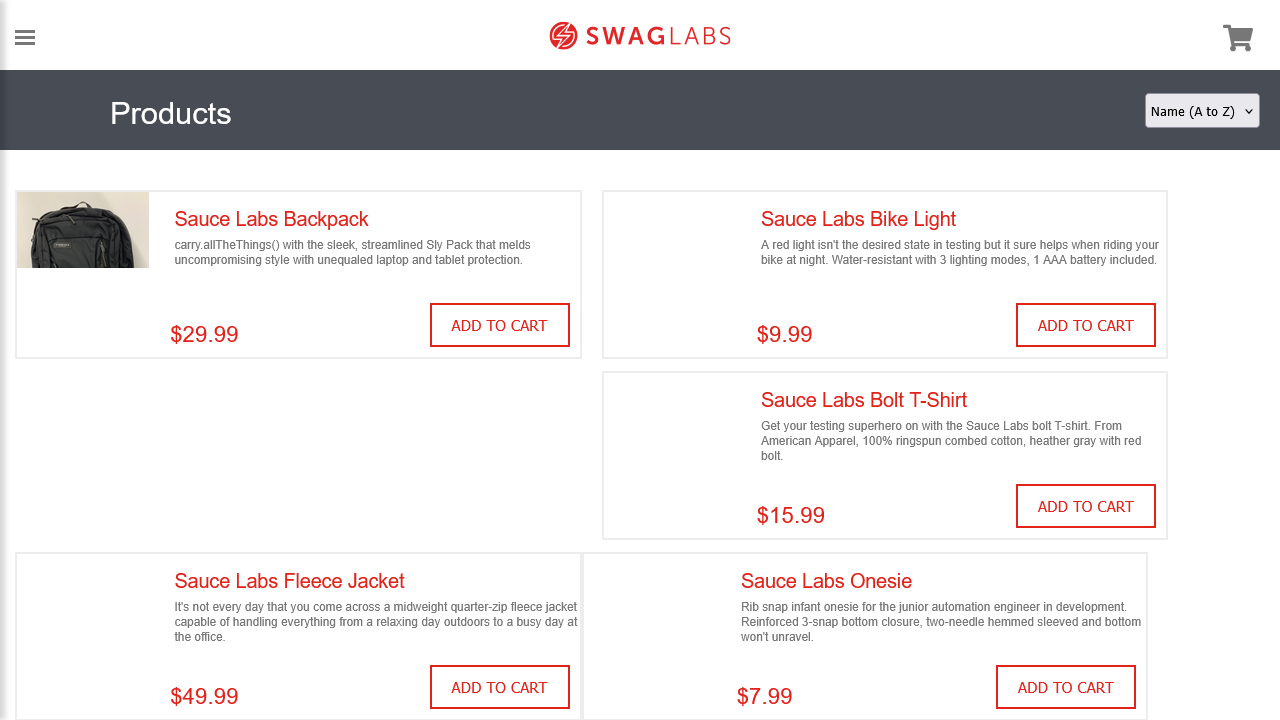 SWAGLABS
Products
Name (A to Z)
Sauce Labs Backpack
carry.allTheThings() with the sleek, streamlined Sly Pack that melds
uncompromising style with unequaled laptop and tablet protection.
$29.99
ADD TO CART
Sauce Labs Bike Light
A red light isn't the desired state in testing but it sure helps when riding your
bike at night. Water-resistant with 3 lighting modes, 1 AAA battery included.
$9.99
ADD TO CART
Sauce Labs Bolt T-Shirt
Get your testing superhero on with the Sauce Labs bolt T-shirt. From
American Apparel, 100% ringspun combed cotton, heather gray with red
bolt.
$15.99
ADD TO CART
Sauce Labs Fleece Jacket
It's not every day that you come across a midweight quarter-zip fleece jacket
capable of handling everything from a relaxing day outdoors to a busy day at
the office.
$49.99
ADD TO CART
Sauce Labs Onesie
Rib snap infant onesie for the junior automation engineer in development.
Reinforced 3-snap bottom closure, two-needle hemmed sleeved and bottom
won't unravel.
$7.99
ADD TO CART